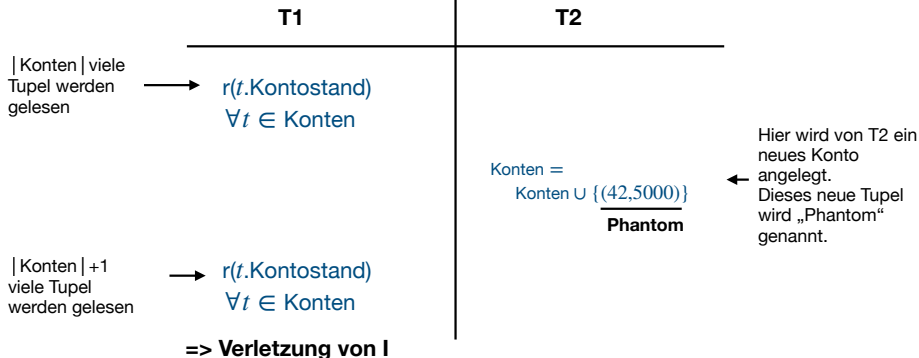 T1
T2
|Konten| viele
Tupel werden
gelesen
r(t.Kontostand)
∀t ∈ Konten
Konten =
Konten ∪ {(42,5000)}
Phantom
Hier wird von T2 ein
neues Konto
angelegt.
Dieses neue Tupel
wird „Phantom“
genannt.
|Konten|+1
viele Tupel
werden gelesen
r(t.Kontostand)
∀t ∈ Konten
=> Verletzung von I